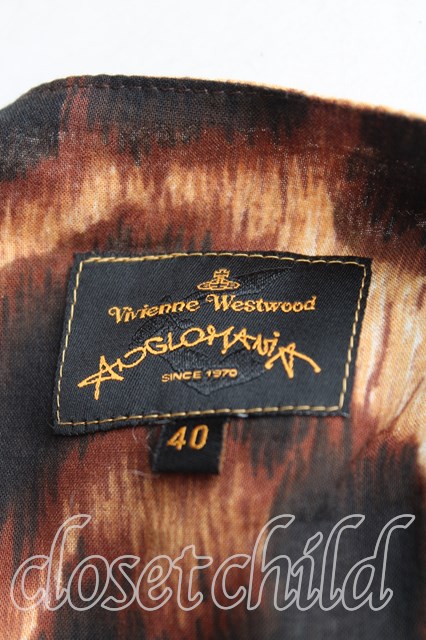 Vivienne Westwood
ANGLOMANIA
SINCE 1970
40
closetchild